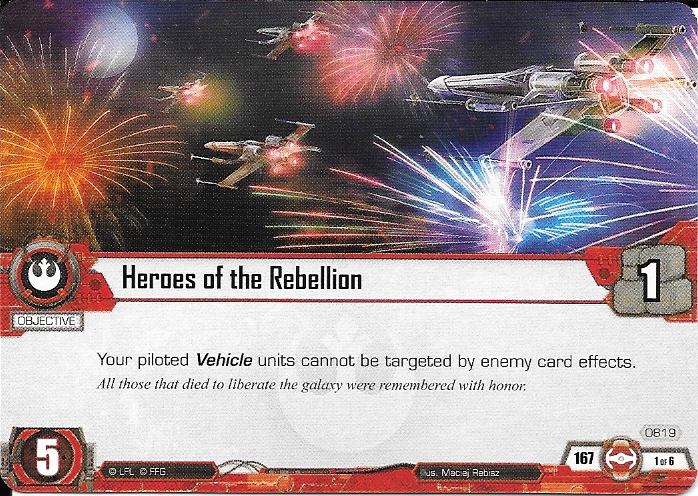 Heroes of the Rebellion
1
OBJECTIVE
Your piloted Vehicle units cannot be targeted by enemy card effects.
All those that died to liberate the galaxy were remembered with honor.
5
© LFL © FFG
Illus. Maciej Rebisz
0819
167
1 OF 6